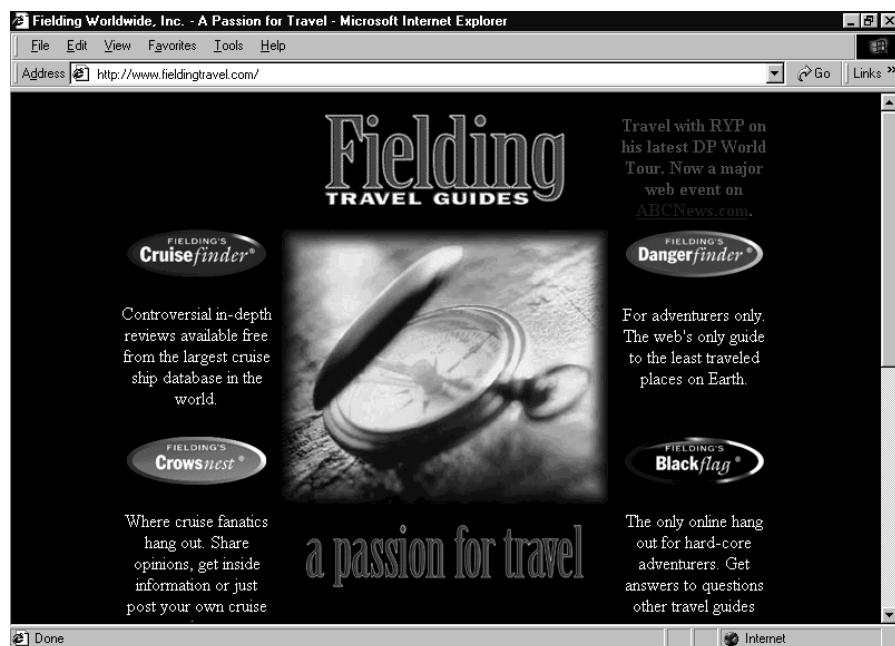 Fielding Worldwide, Inc. - A Passion for Travel - Microsoft Internet Explorer
File Edit View Favorites Tools Help
Address http://www.fieldingtravel.com/ Go Links »
Fielding
TRAVEL GUIDES
Travel with RYP on
his latest DP World
Tour. Now a major
web event on
ABCNews.com.
FIELDING'S
Cruisefinder®
Controversial in-depth
reviews available free
from the largest cruise
ship database in the
world.
FIELDING'S
Dangerfinder®
For adventurers only.
The web's only guide
to the least traveled
places on Earth.
FIELDING'S
Crowsnest®
Where cruise fanatics
hang out. Share
opinions, get inside
information or just
post your own cruise
FIELDING'S
Blackflag®
The only online hang
out for hard-core
adventurers. Get
answers to questions
other travel guides
a passion for travel
Done Internet